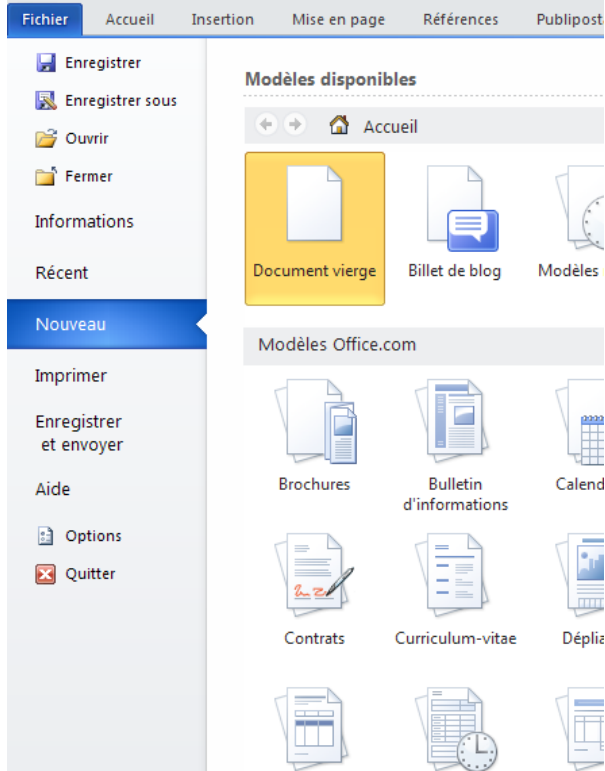 Fichier Accueil Insertion Mise en page Références
Enregistrer
Enregistrer sous
Ouvrir
Fermer
Informations
Récent
Nouveau
Imprimer
Enregistrer
et envoyer
Aide
Options
Quitter
Modèles disponibles
Accueil
Document vierge Billet de blog Modèles
Modèles Office.com
Brochures Bulletin
d'informations
Contrats Curriculum-vitae